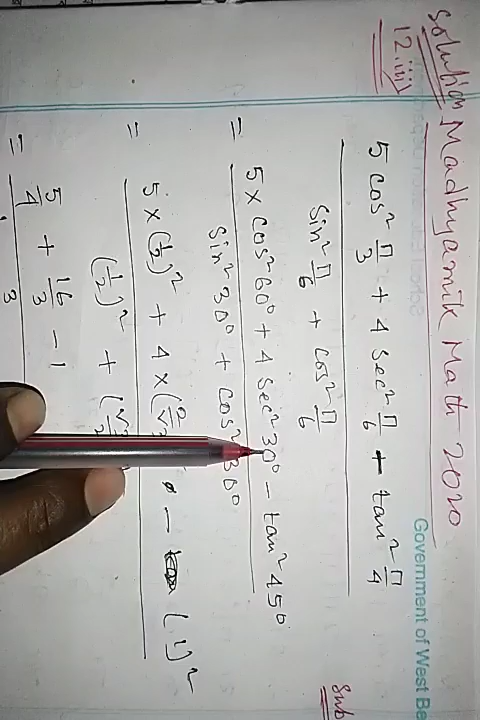 Solution Madhyamik Math 2020
Government of West Be
12.iii)
5 cos² π/3 + 4 sec² π/6 + tan² π/4
sin² π/6 + cos² π/6
= 5 × cos² 60° + 4 sec² 30° - tan² 45°
sin² 30° + cos² 30°
= 5 × (1/2)² + 4 × (2/√3 - (1)²
(1/2)² + (√3/2
= 5/4 + 16/3 - 1
3
Sub